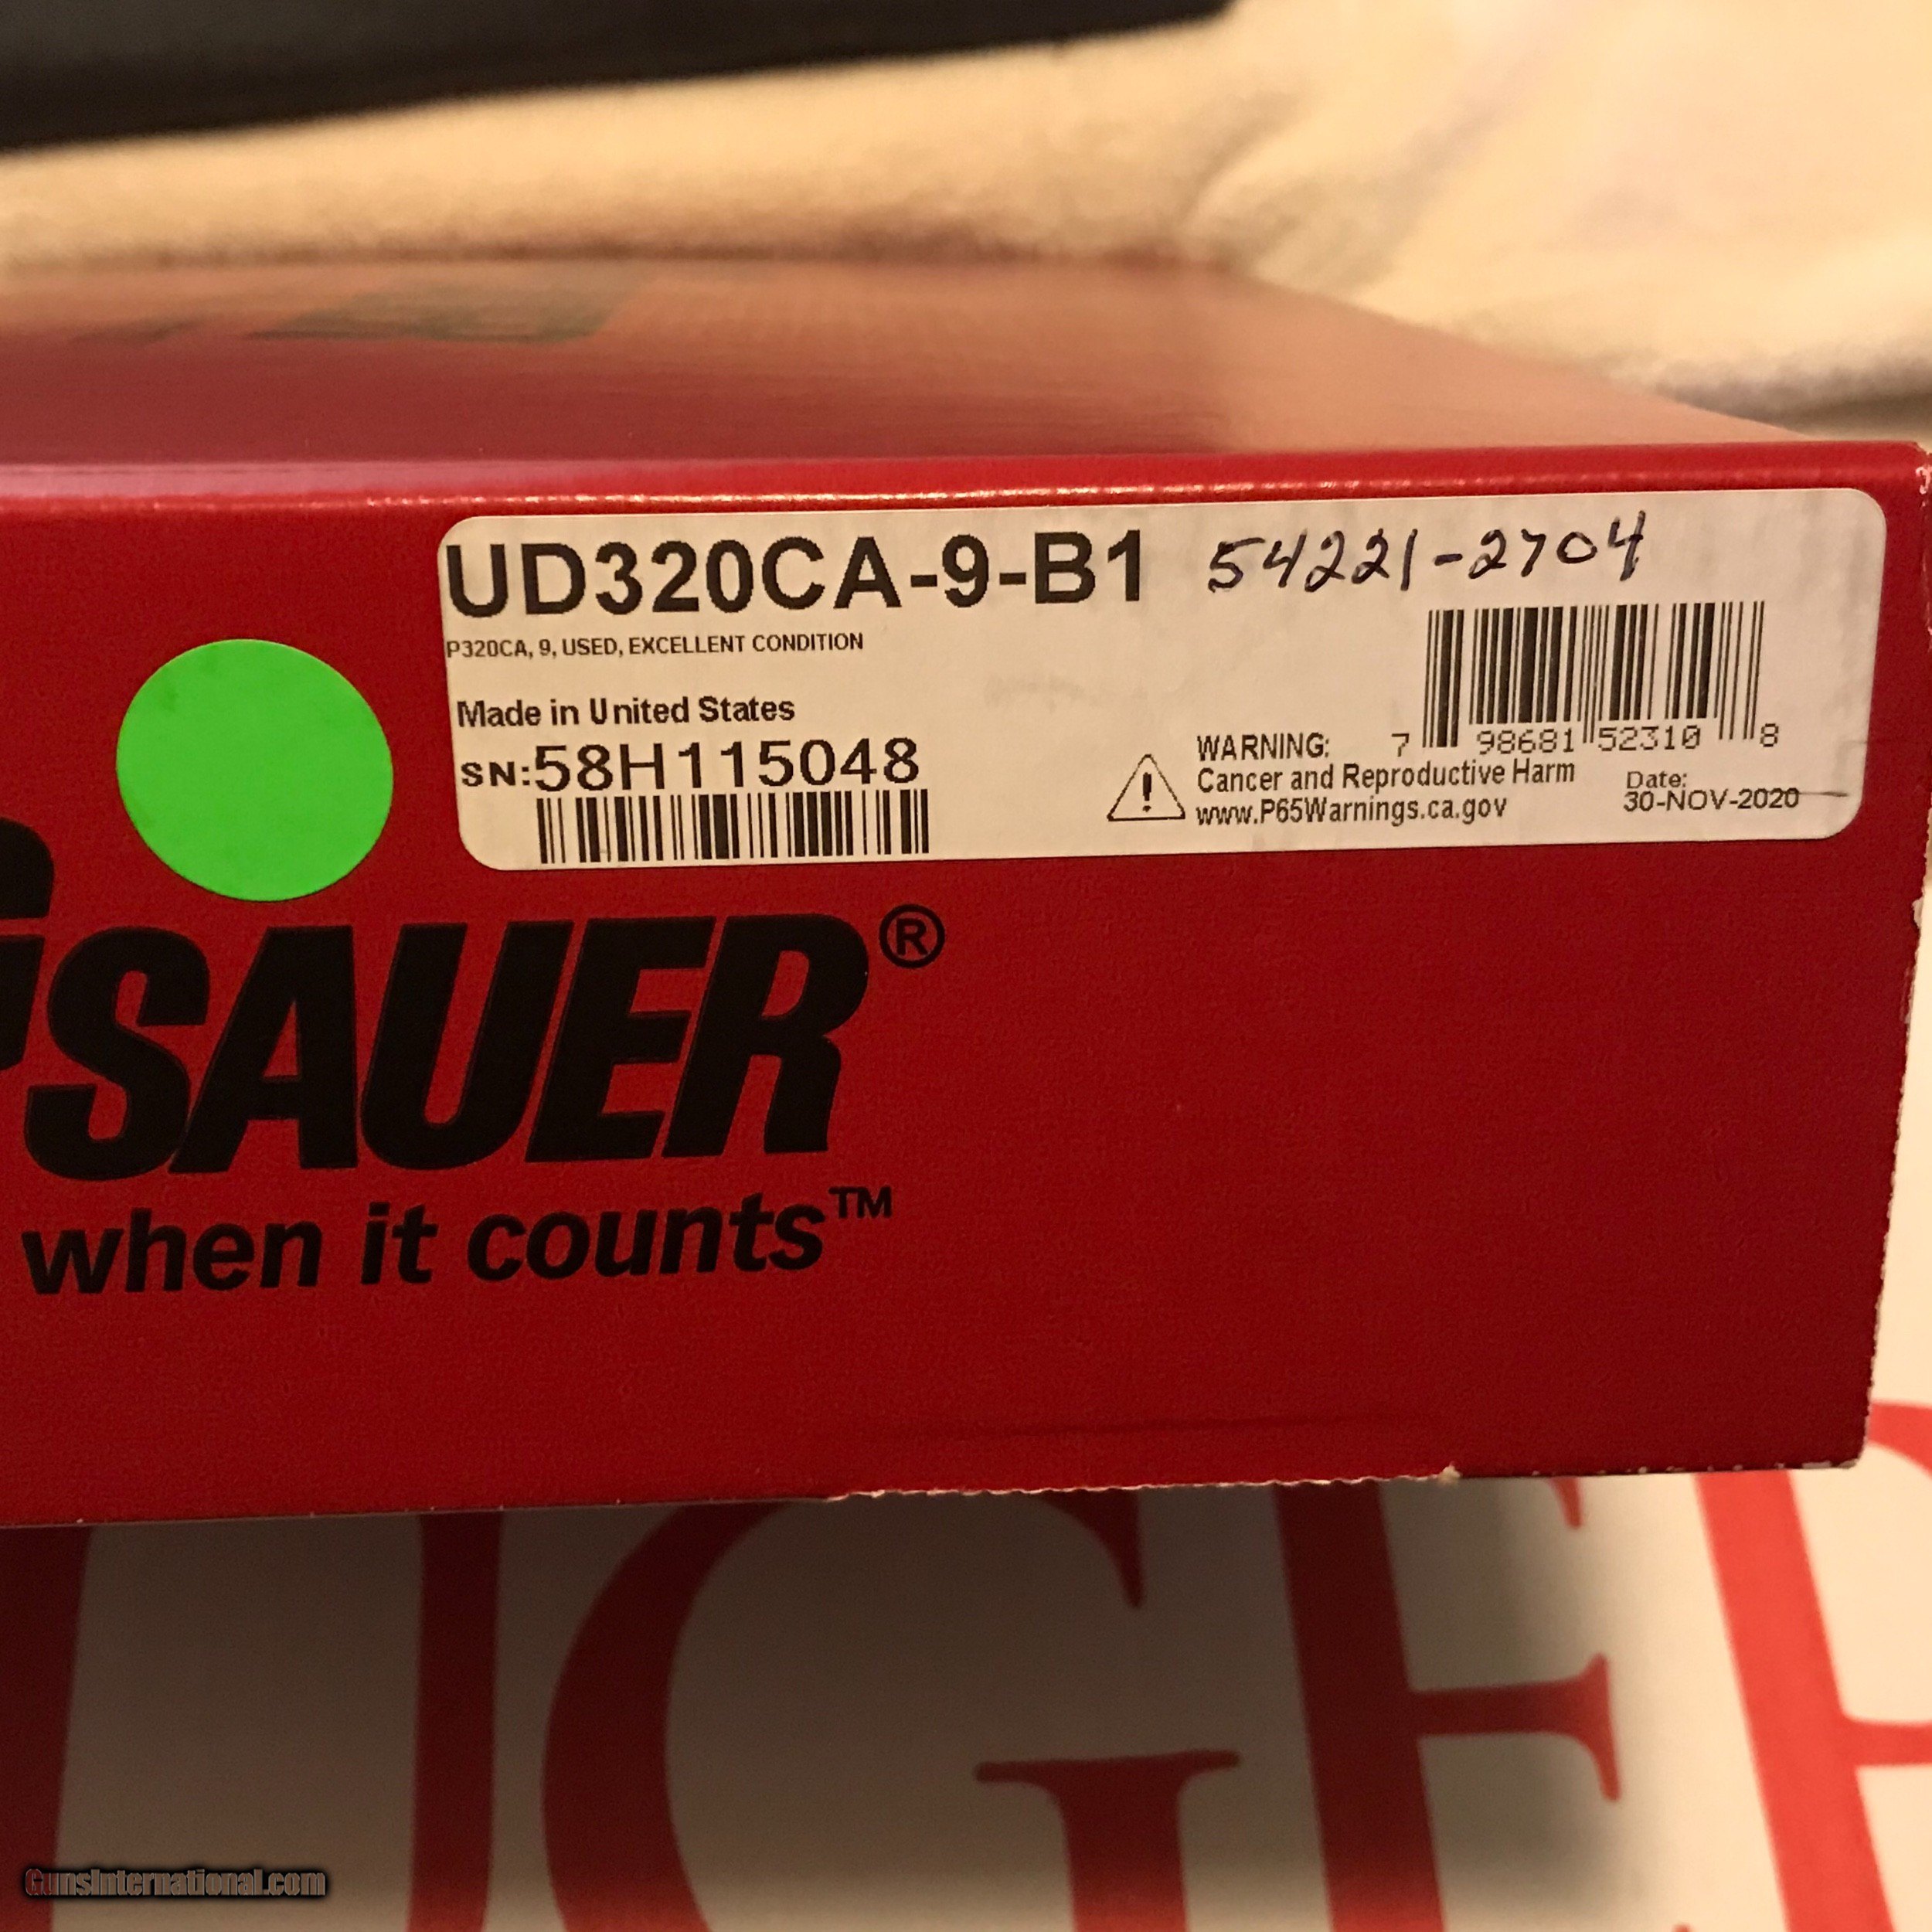 UD320CA-9-B1 54221-2704
P320CA, 9, USED, EXCELLENT CONDITION
Made in United States
SN:58H115048
WARNING:
Cancer and Reproductive Harm
www.P65Warnings.ca.gov
7 98681 52310 8
Date:
30-NOV-2020
SAUER®
when it counts™
UGER
GunsInternational.com